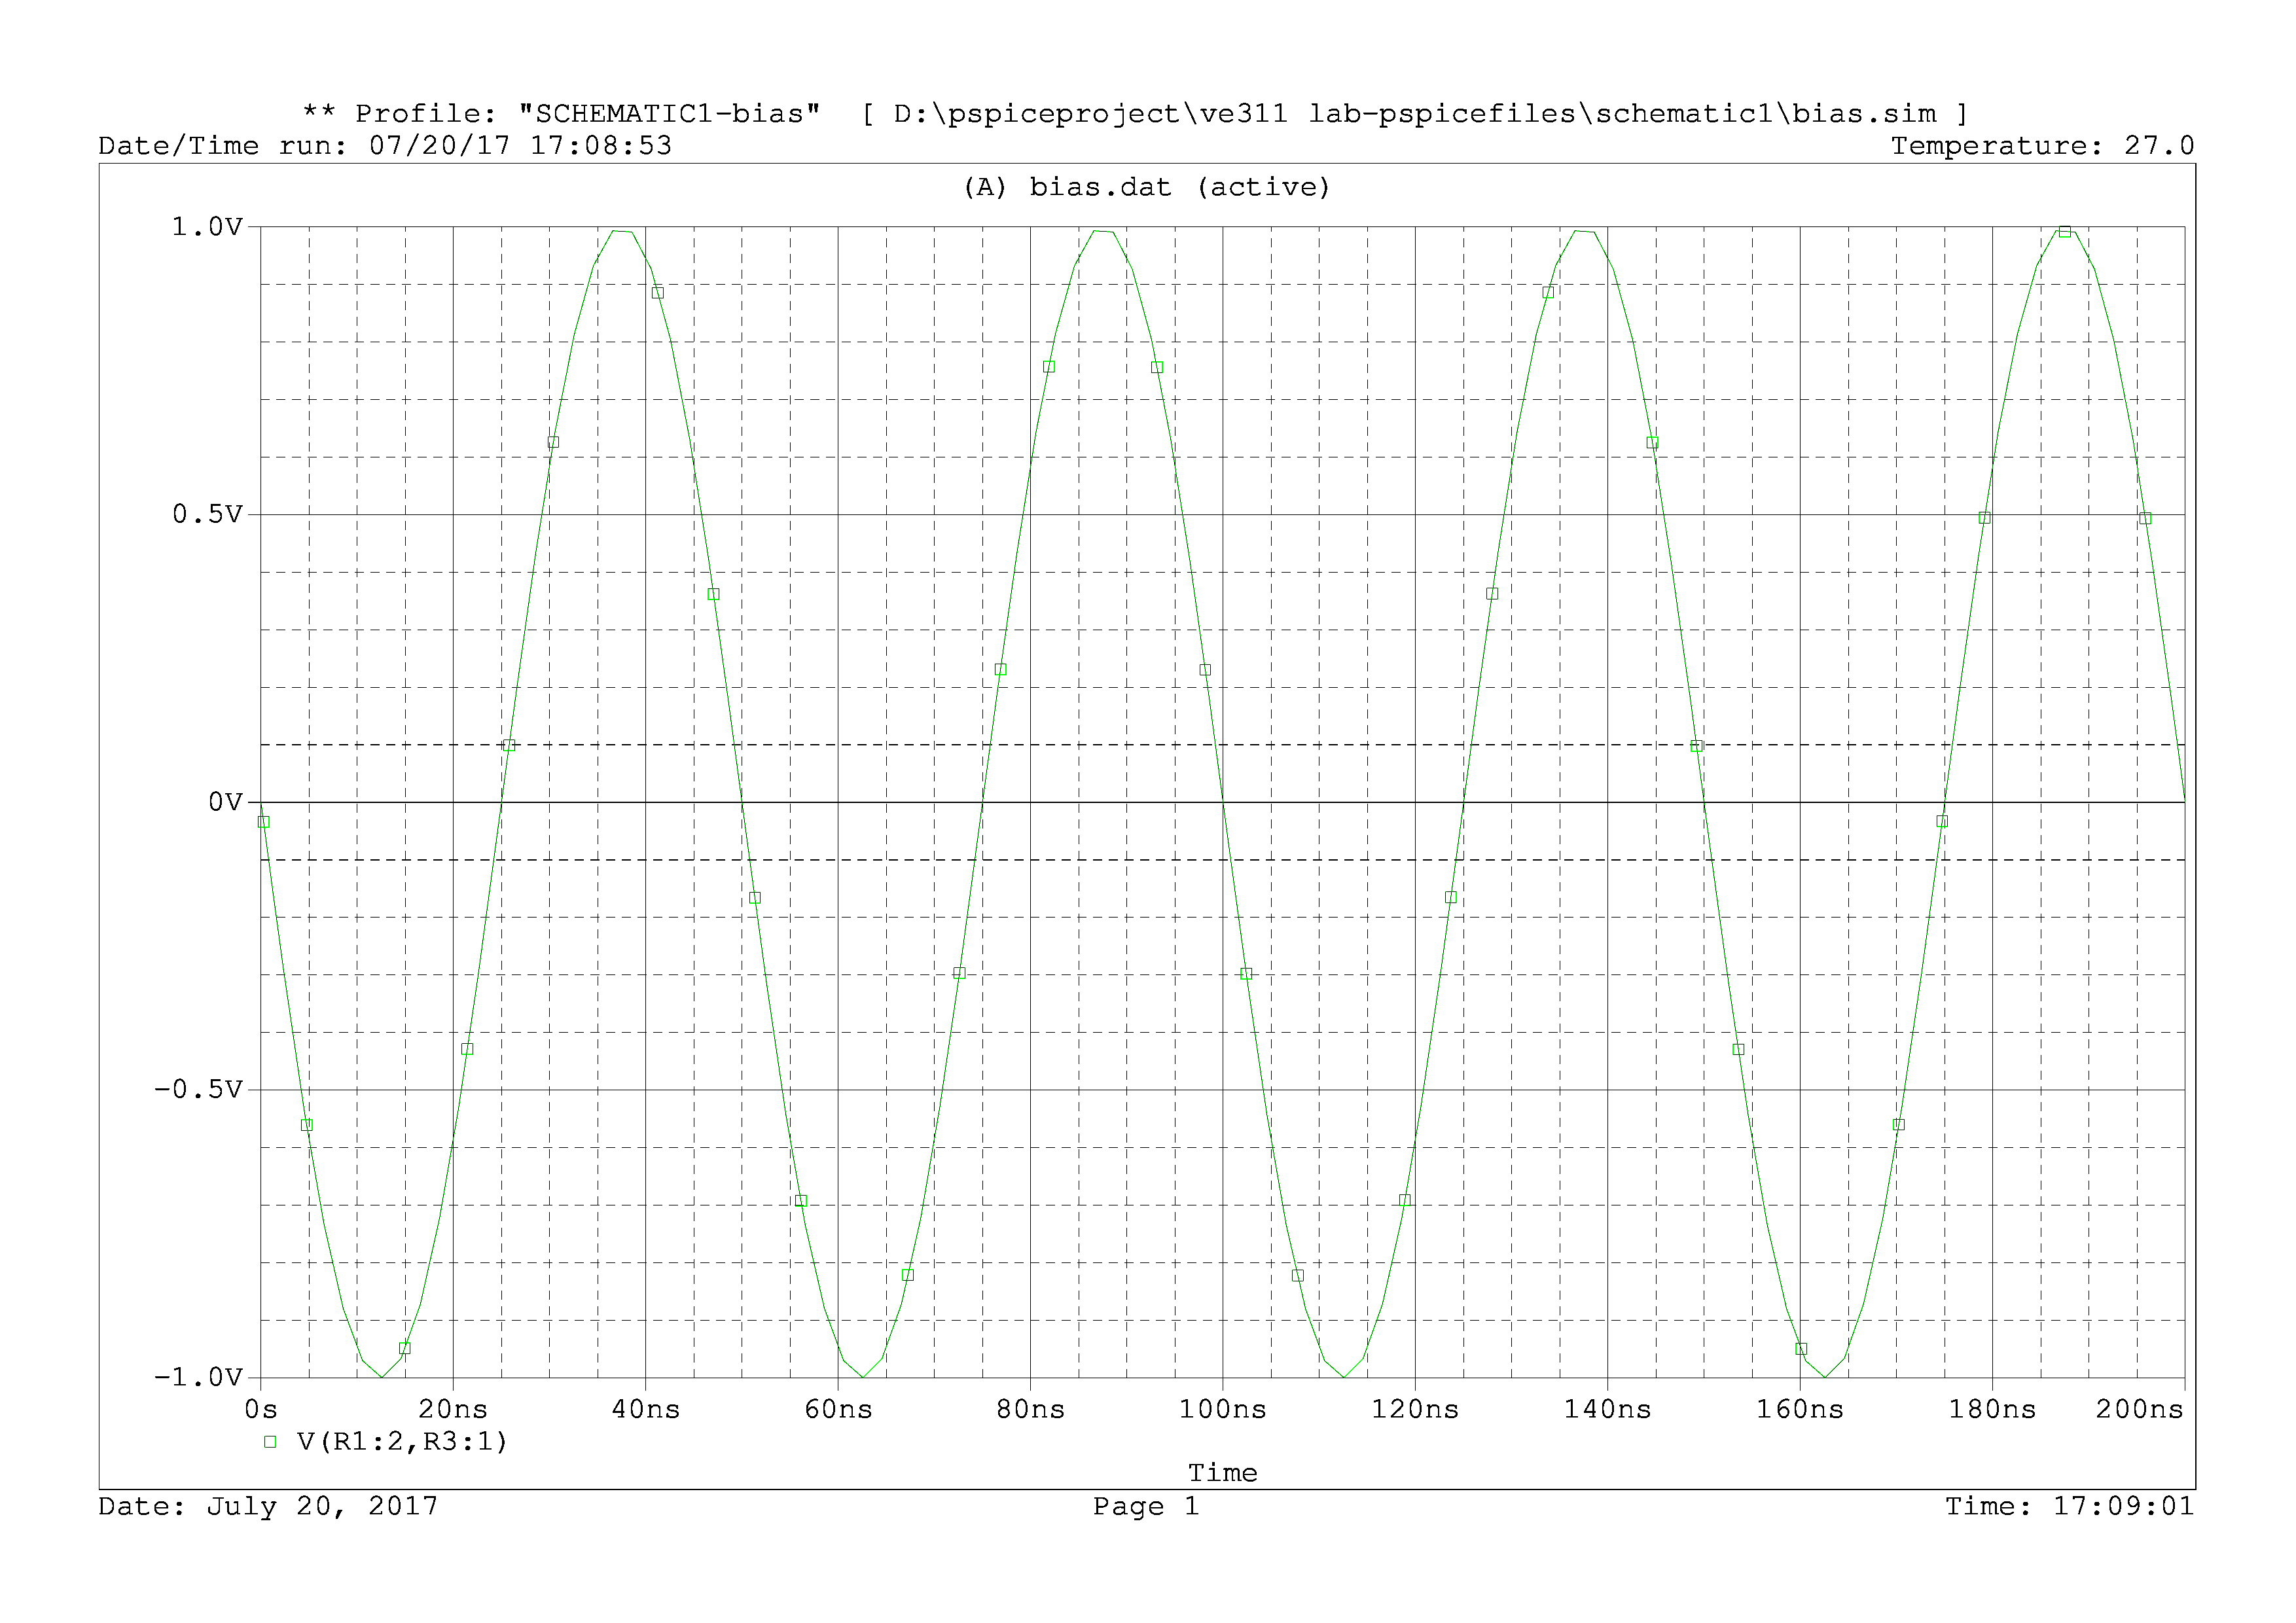 ** Profile: "SCHEMATIC1-bias"  [ D:\pspiceproject\ve311 lab-pspicefiles\schematic1\bias.sim ]
Date/Time run: 07/20/17 17:08:53 Temperature: 27.0
(A) bias.dat (active)
1.0V
0.5V
0V
-0.5V
-1.0V
0s 20ns 40ns 60ns 80ns 100ns 120ns 140ns 160ns 180ns 200ns
V(R1:2,R3:1)
Time
Date: July 20, 2017 Page 1 Time: 17:09:01